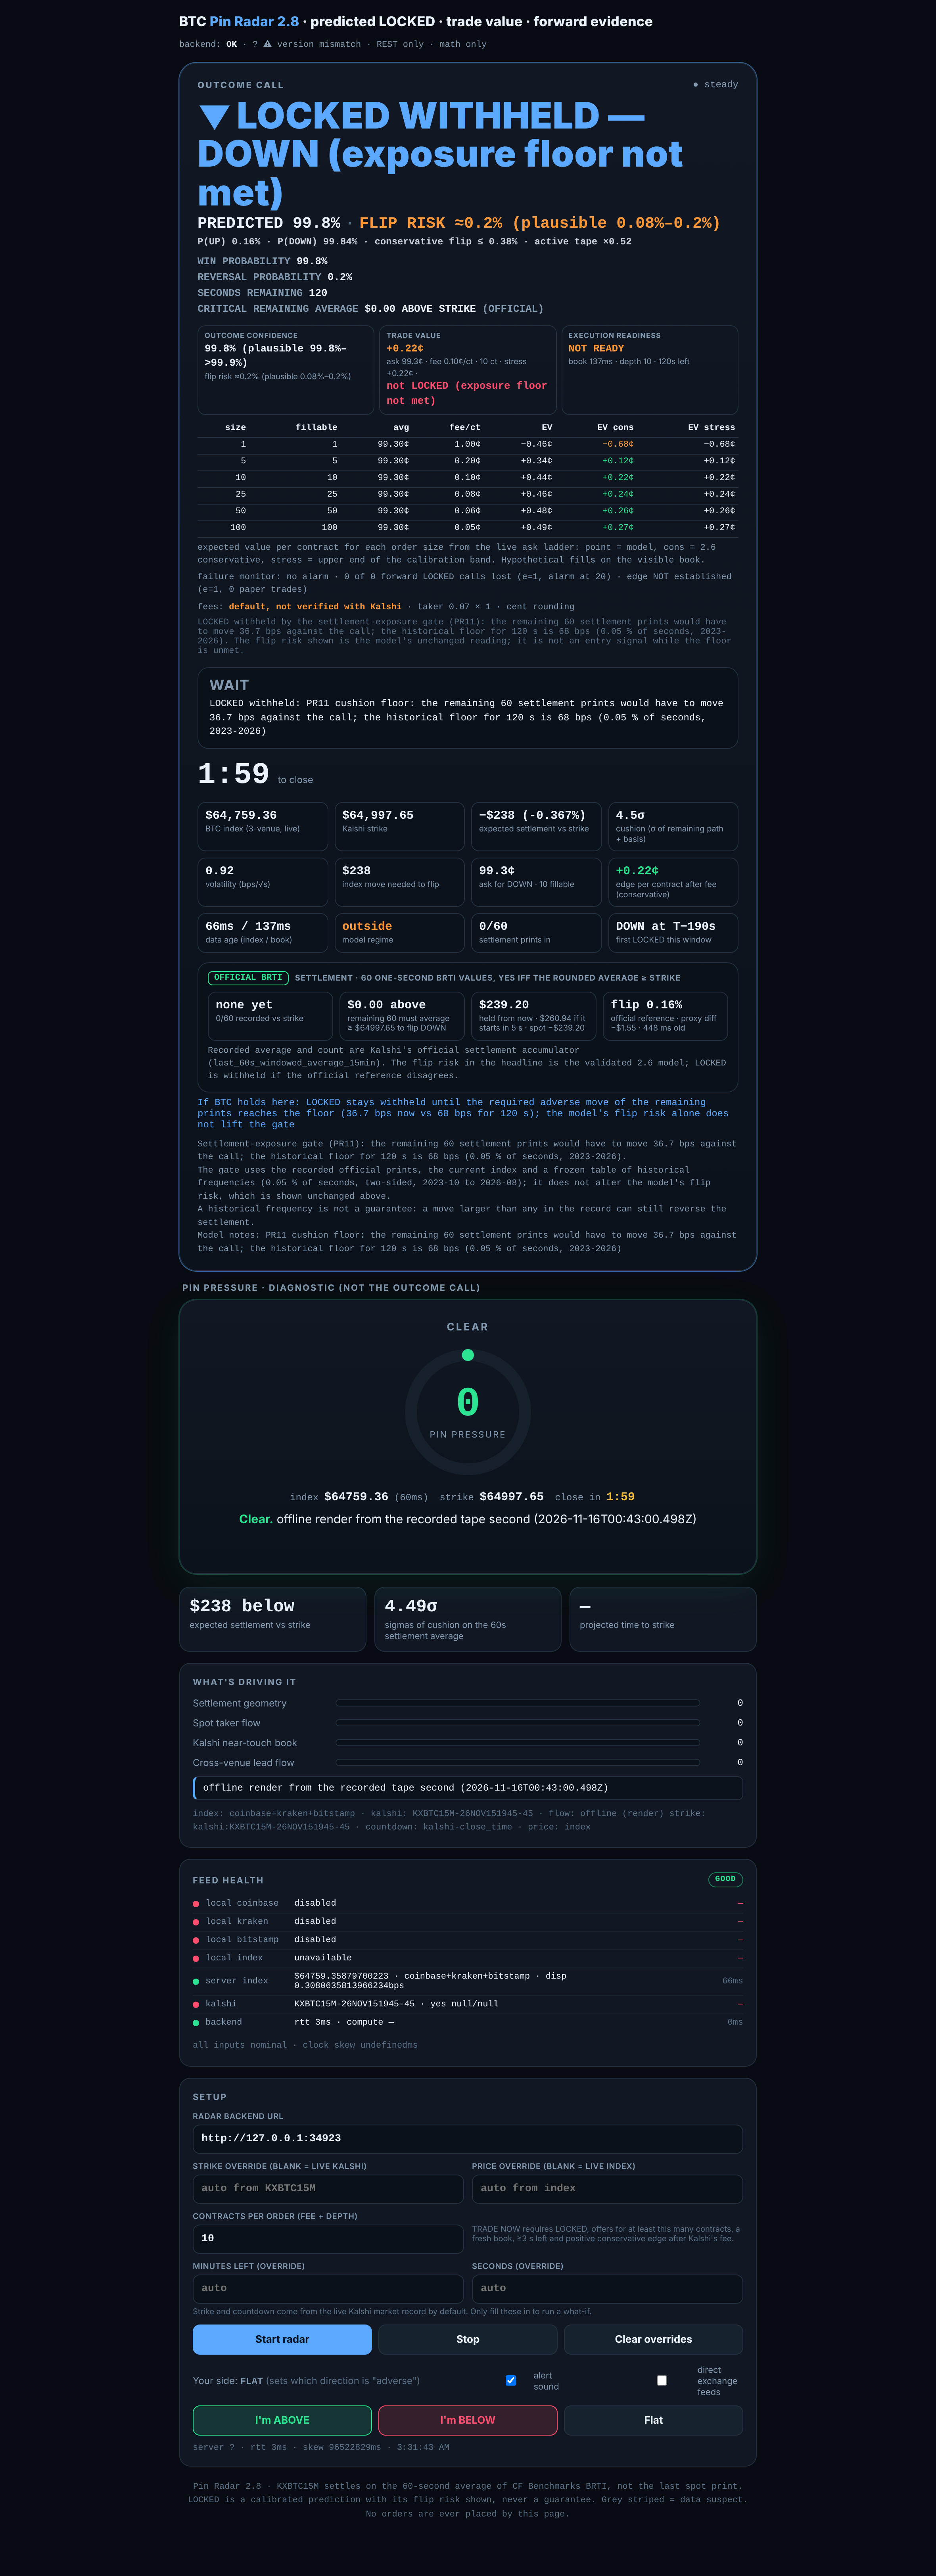 BTC Pin Radar 2.8 · predicted LOCKED · trade value · forward evidence
backend: OK · ? ⚠ version mismatch · REST only · math only
OUTCOME CALL
● steady
▼ LOCKED WITHHELD —
DOWN (exposure floor not
met)
PREDICTED 99.8% · FLIP RISK ≈0.2% (plausible 0.08%–0.2%)
P(UP) 0.16% · P(DOWN) 99.84% · conservative flip ≤ 0.38% · active tape ×0.52
WIN PROBABILITY 99.8%
REVERSAL PROBABILITY 0.2%
SECONDS REMAINING 120
CRITICAL REMAINING AVERAGE $0.00 ABOVE STRIKE (OFFICIAL)
OUTCOME CONFIDENCE
99.8% (plausible 99.8%–
>99.9%)
flip risk ≈0.2% (plausible 0.08%–0.2%)
TRADE VALUE
+0.22¢
ask 99.3¢ · fee 0.10¢/ct · 10 ct · stress
+0.22¢ ·
not LOCKED (exposure floor
not met)
EXECUTION READINESS
NOT READY
book 137ms · depth 10 · 120s left
size fillable avg fee/ct EV EV cons EV stress
1 1 99.30¢ 1.00¢ −0.46¢ −0.68¢ −0.68¢
5 5 99.30¢ 0.20¢ +0.34¢ +0.12¢ +0.12¢
10 10 99.30¢ 0.10¢ +0.44¢ +0.22¢ +0.22¢
25 25 99.30¢ 0.08¢ +0.46¢ +0.24¢ +0.24¢
50 50 99.30¢ 0.06¢ +0.48¢ +0.26¢ +0.26¢
100 100 99.30¢ 0.05¢ +0.49¢ +0.27¢ +0.27¢
expected value per contract for each order size from the live ask ladder: point = model, cons = 2.6
conservative, stress = upper end of the calibration band. Hypothetical fills on the visible book.
failure monitor: no alarm · 0 of 0 forward LOCKED calls lost (e=1, alarm at 20) · edge NOT established
(e=1, 0 paper trades)
fees: default, not verified with Kalshi · taker 0.07 × 1 · cent rounding
LOCKED withheld by the settlement-exposure gate (PR11): the remaining 60 settlement prints would have
to move 36.7 bps against the call; the historical floor for 120 s is 68 bps (0.05 % of seconds, 2023-
2026). The flip risk shown is the model's unchanged reading; it is not an entry signal while the floor
is unmet.
WAIT
LOCKED withheld: PR11 cushion floor: the remaining 60 settlement prints would have to move
36.7 bps against the call; the historical floor for 120 s is 68 bps (0.05 % of seconds,
2023-2026)
1:59 to close
$64,759.36
BTC index (3-venue, live)
$64,997.65
Kalshi strike
−$238 (-0.367%)
expected settlement vs strike
4.5σ
cushion (σ of remaining path
+ basis)
0.92
volatility (bps/√s)
$238
index move needed to flip
99.3¢
ask for DOWN · 10 fillable
+0.22¢
edge per contract after fee
(conservative)
66ms / 137ms
data age (index / book)
outside
model regime
0/60
settlement prints in
DOWN at T−190s
first LOCKED this window
OFFICIAL BRTI SETTLEMENT · 60 ONE-SECOND BRTI VALUES, YES IFF THE ROUNDED AVERAGE ≥ STRIKE
none yet
0/60 recorded vs strike
$0.00 above
remaining 60 must average
≥ $64997.65 to flip DOWN
$239.20
held from now · $260.94 if it
starts in 5 s · spot −$239.20
flip 0.16%
official reference · proxy diff
−$1.55 · 448 ms old
Recorded average and count are Kalshi's official settlement accumulator
(last_60s_windowed_average_15min). The flip risk in the headline is the validated 2.6 model; LOCKED
is withheld if the official reference disagrees.
If BTC holds here: LOCKED stays withheld until the required adverse move of the remaining
prints reaches the floor (36.7 bps now vs 68 bps for 120 s); the model's flip risk alone does
not lift the gate
Settlement-exposure gate (PR11): the remaining 60 settlement prints would have to move 36.7 bps against
the call; the historical floor for 120 s is 68 bps (0.05 % of seconds, 2023-2026).
The gate uses the recorded official prints, the current index and a frozen table of historical
frequencies (0.05 % of seconds, two-sided, 2023-10 to 2026-08); it does not alter the model's flip
risk, which is shown unchanged above.
A historical frequency is not a guarantee: a move larger than any in the record can still reverse the
settlement.
Model notes: PR11 cushion floor: the remaining 60 settlement prints would have to move 36.7 bps against
the call; the historical floor for 120 s is 68 bps (0.05 % of seconds, 2023-2026)
PIN PRESSURE · DIAGNOSTIC (NOT THE OUTCOME CALL)
CLEAR
0
PIN PRESSURE
index $64759.36 (60ms) strike $64997.65 close in 1:59
Clear. offline render from the recorded tape second (2026-11-16T00:43:00.498Z)
$238 below
expected settlement vs strike
4.49σ
sigmas of cushion on the 60s
settlement average
—
projected time to strike
WHAT'S DRIVING IT
Settlement geometry 0
Spot taker flow 0
Kalshi near-touch book 0
Cross-venue lead flow 0
offline render from the recorded tape second (2026-11-16T00:43:00.498Z)
index: coinbase+kraken+bitstamp · kalshi: KXBTC15M-26NOV151945-45 · flow: offline (render) strike:
kalshi:KXBTC15M-26NOV151945-45 · countdown: kalshi-close_time · price: index
FEED HEALTH
GOOD
local coinbase disabled —
local kraken disabled —
local bitstamp disabled —
local index unavailable —
server index $64759.35879700223 · coinbase+kraken+bitstamp · disp
0.3080635813966234bps 66ms
kalshi KXBTC15M-26NOV151945-45 · yes null/null —
backend rtt 3ms · compute — 0ms
all inputs nominal · clock skew undefinedms
SETUP
RADAR BACKEND URL
http://127.0.0.1:34923
STRIKE OVERRIDE (BLANK = LIVE KALSHI)
auto from KXBTC15M
PRICE OVERRIDE (BLANK = LIVE INDEX)
auto from index
CONTRACTS PER ORDER (FEE + DEPTH)
10
TRADE NOW requires LOCKED, offers for at least this many contracts, a
fresh book, ≥3 s left and positive conservative edge after Kalshi's fee.
MINUTES LEFT (OVERRIDE)
auto
SECONDS (OVERRIDE)
auto
Strike and countdown come from the live Kalshi market record by default. Only fill these in to run a what-if.
Start radar
Stop
Clear overrides
Your side: FLAT (sets which direction is "adverse")
alert
sound
direct
exchange
feeds
I'm ABOVE
I'm BELOW
Flat
server ? · rtt 3ms · skew 96522829ms · 3:31:43 AM
Pin Radar 2.8 · KXBTC15M settles on the 60-second average of CF Benchmarks BRTI, not the last spot print.
LOCKED is a calibrated prediction with its flip risk shown, never a guarantee. Grey striped = data suspect.
No orders are ever placed by this page.